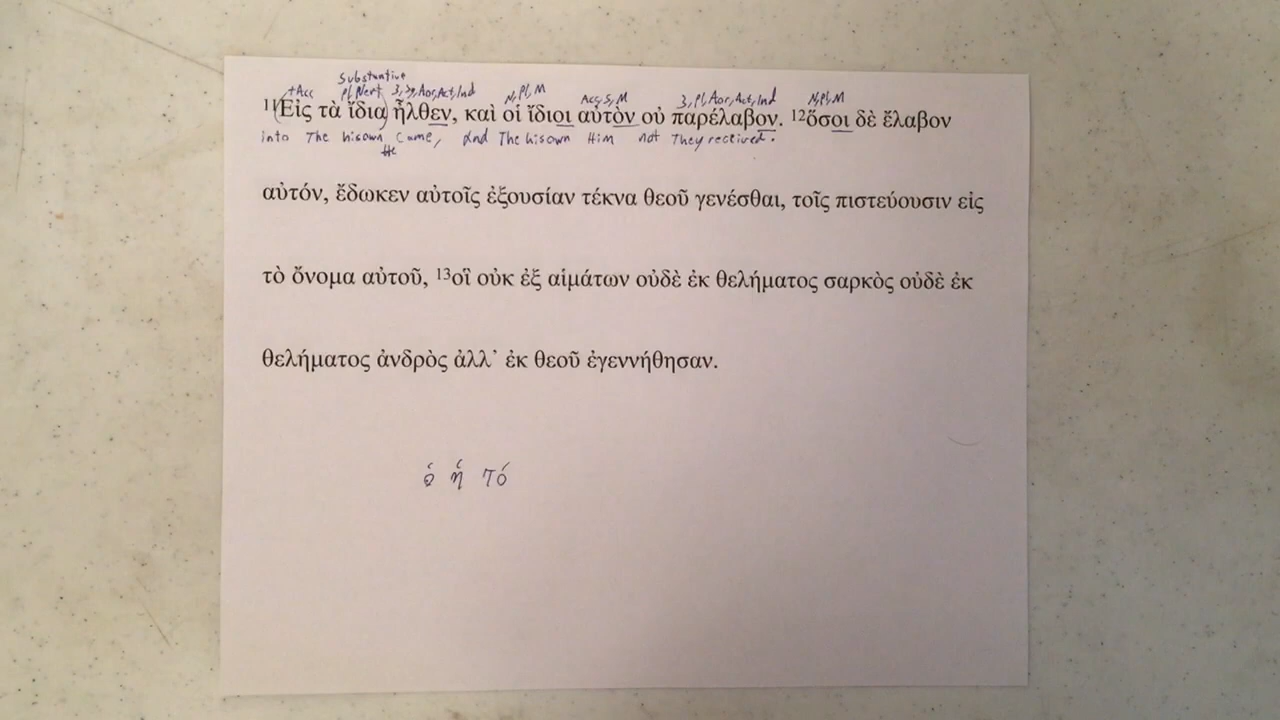 Substantive
+Acc Pl, Neut 3, Sg, Aor, Act, Ind N, Pl, M Acc, S, M 3, Pl, Aor, Act, Ind N, Pl, M
11(Εἰς τὰ ἴδια) ἦλθεν, καὶ οἱ ἴδιοι αὐτὸν οὐ παρέλαβον. 12ὅσοι δὲ ἔλαβον
into The his own Came, and The his own Him not They received.
He
αὐτόν, ἔδωκεν αὐτοῖς ἐξουσίαν τέκνα θεοῦ γενέσθαι, τοῖς πιστεύουσιν εἰς
τὸ ὄνομα αὐτοῦ, 13οἳ οὐκ ἐξ αἱμάτων οὐδὲ ἐκ θελήματος σαρκὸς οὐδὲ ἐκ
θελήματος ἀνδρὸς ἀλλ᾽ ἐκ θεοῦ ἐγεννήθησαν.
ὁ ἡ τό